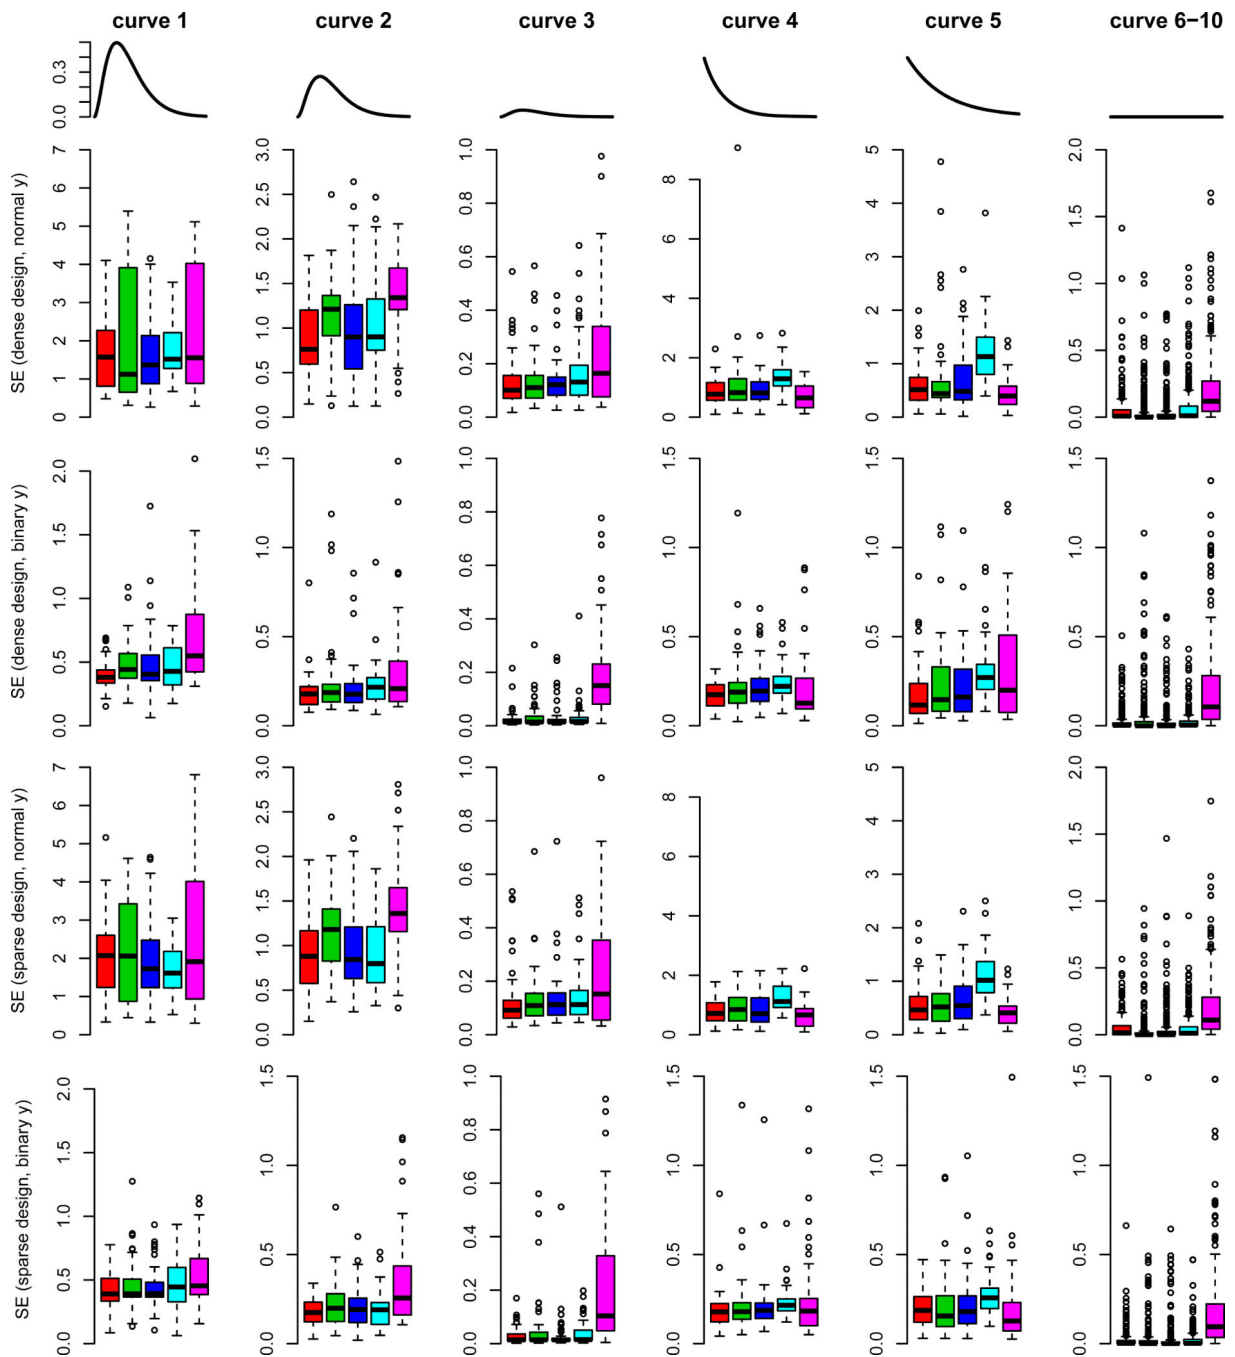 curve 1 curve 2 curve 3 curve 4 curve 5 curve 6−10
0.0 0.3
SE (dense design, normal y)
0 1 2 3 4 5 6 7
0.0 0.5 1.0 1.5 2.0 2.5 3.0
0.0 0.2 0.4 0.6 0.8 1.0
0 2 4 6 8
0 1 2 3 4 5
0.0 0.5 1.0 1.5 2.0
SE (dense design, binary y)
0.0 0.5 1.0 1.5 2.0
0.0 0.5 1.0 1.5
0.0 0.2 0.4 0.6 0.8 1.0
0.0 0.5 1.0 1.5
0.0 0.5 1.0 1.5
0.0 0.5 1.0 1.5
SE (sparse design, normal y)
0 1 2 3 4 5 6 7
0.0 0.5 1.0 1.5 2.0 2.5 3.0
0.0 0.2 0.4 0.6 0.8 1.0
0 2 4 6 8
0 1 2 3 4 5
0.0 0.5 1.0 1.5 2.0
SE (sparse design, binary y)
0.0 0.5 1.0 1.5 2.0
0.0 0.5 1.0 1.5
0.0 0.2 0.4 0.6 0.8 1.0
0.0 0.5 1.0 1.5
0.0 0.5 1.0 1.5
0.0 0.5 1.0 1.5